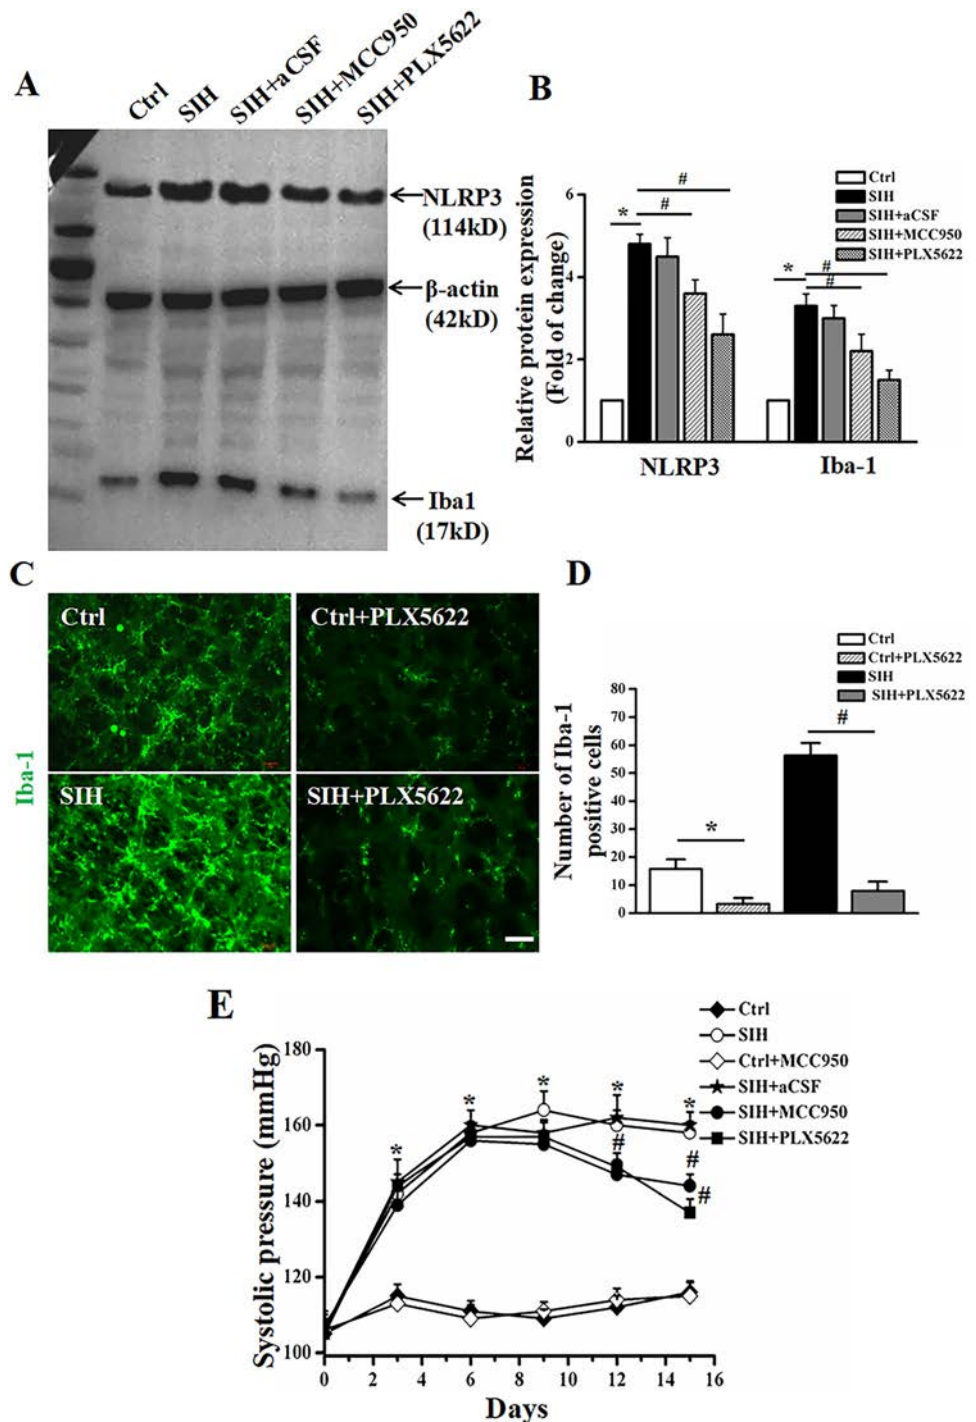 A
Ctrl
SIH
SIH+aCSF
SIH+MCC950
SIH+PLX5622
NLRP3
(114kD)
β-actin
(42kD)
Iba1
(17kD)
B
Ctrl
SIH
SIH+aCSF
SIH+MCC950
SIH+PLX5622
Relative protein expression
(Fold of change)
6
4
2
0
*
#
#
*
#
#
NLRP3
Iba-1
C
Iba-1
Ctrl
Ctrl+PLX5622
SIH
SIH+PLX5622
D
Ctrl
Ctrl+PLX5622
SIH
SIH+PLX5622
Number of Iba-1
positive cells
80
70
60
50
40
30
20
10
0
*
#
E
Ctrl
SIH
Ctrl+MCC950
SIH+aCSF
SIH+MCC950
SIH+PLX5622
Systolic pressure (mmHg)
180
160
140
120
100
*
*
*
*
*
#
#
#
0 2 4 6 8 10 12 14 16
Days